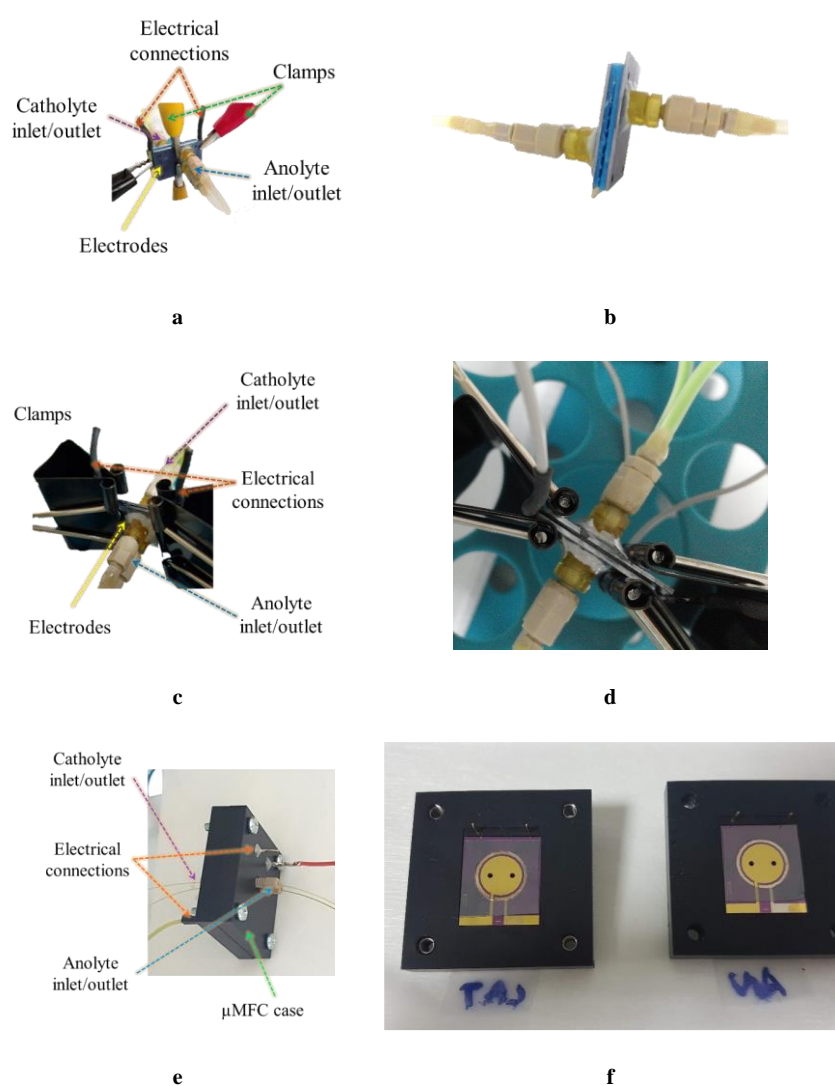 Electrical
connections
Clamps
Catholyte
inlet/outlet
Anolyte
inlet/outlet
Electrodes
a
b
Catholyte
inlet/outlet
Clamps
Electrical
connections
Anolyte
inlet/outlet
Electrodes
c
d
Catholyte
inlet/outlet
Electrical
connections
Anolyte
inlet/outlet
µMFC case
e
f